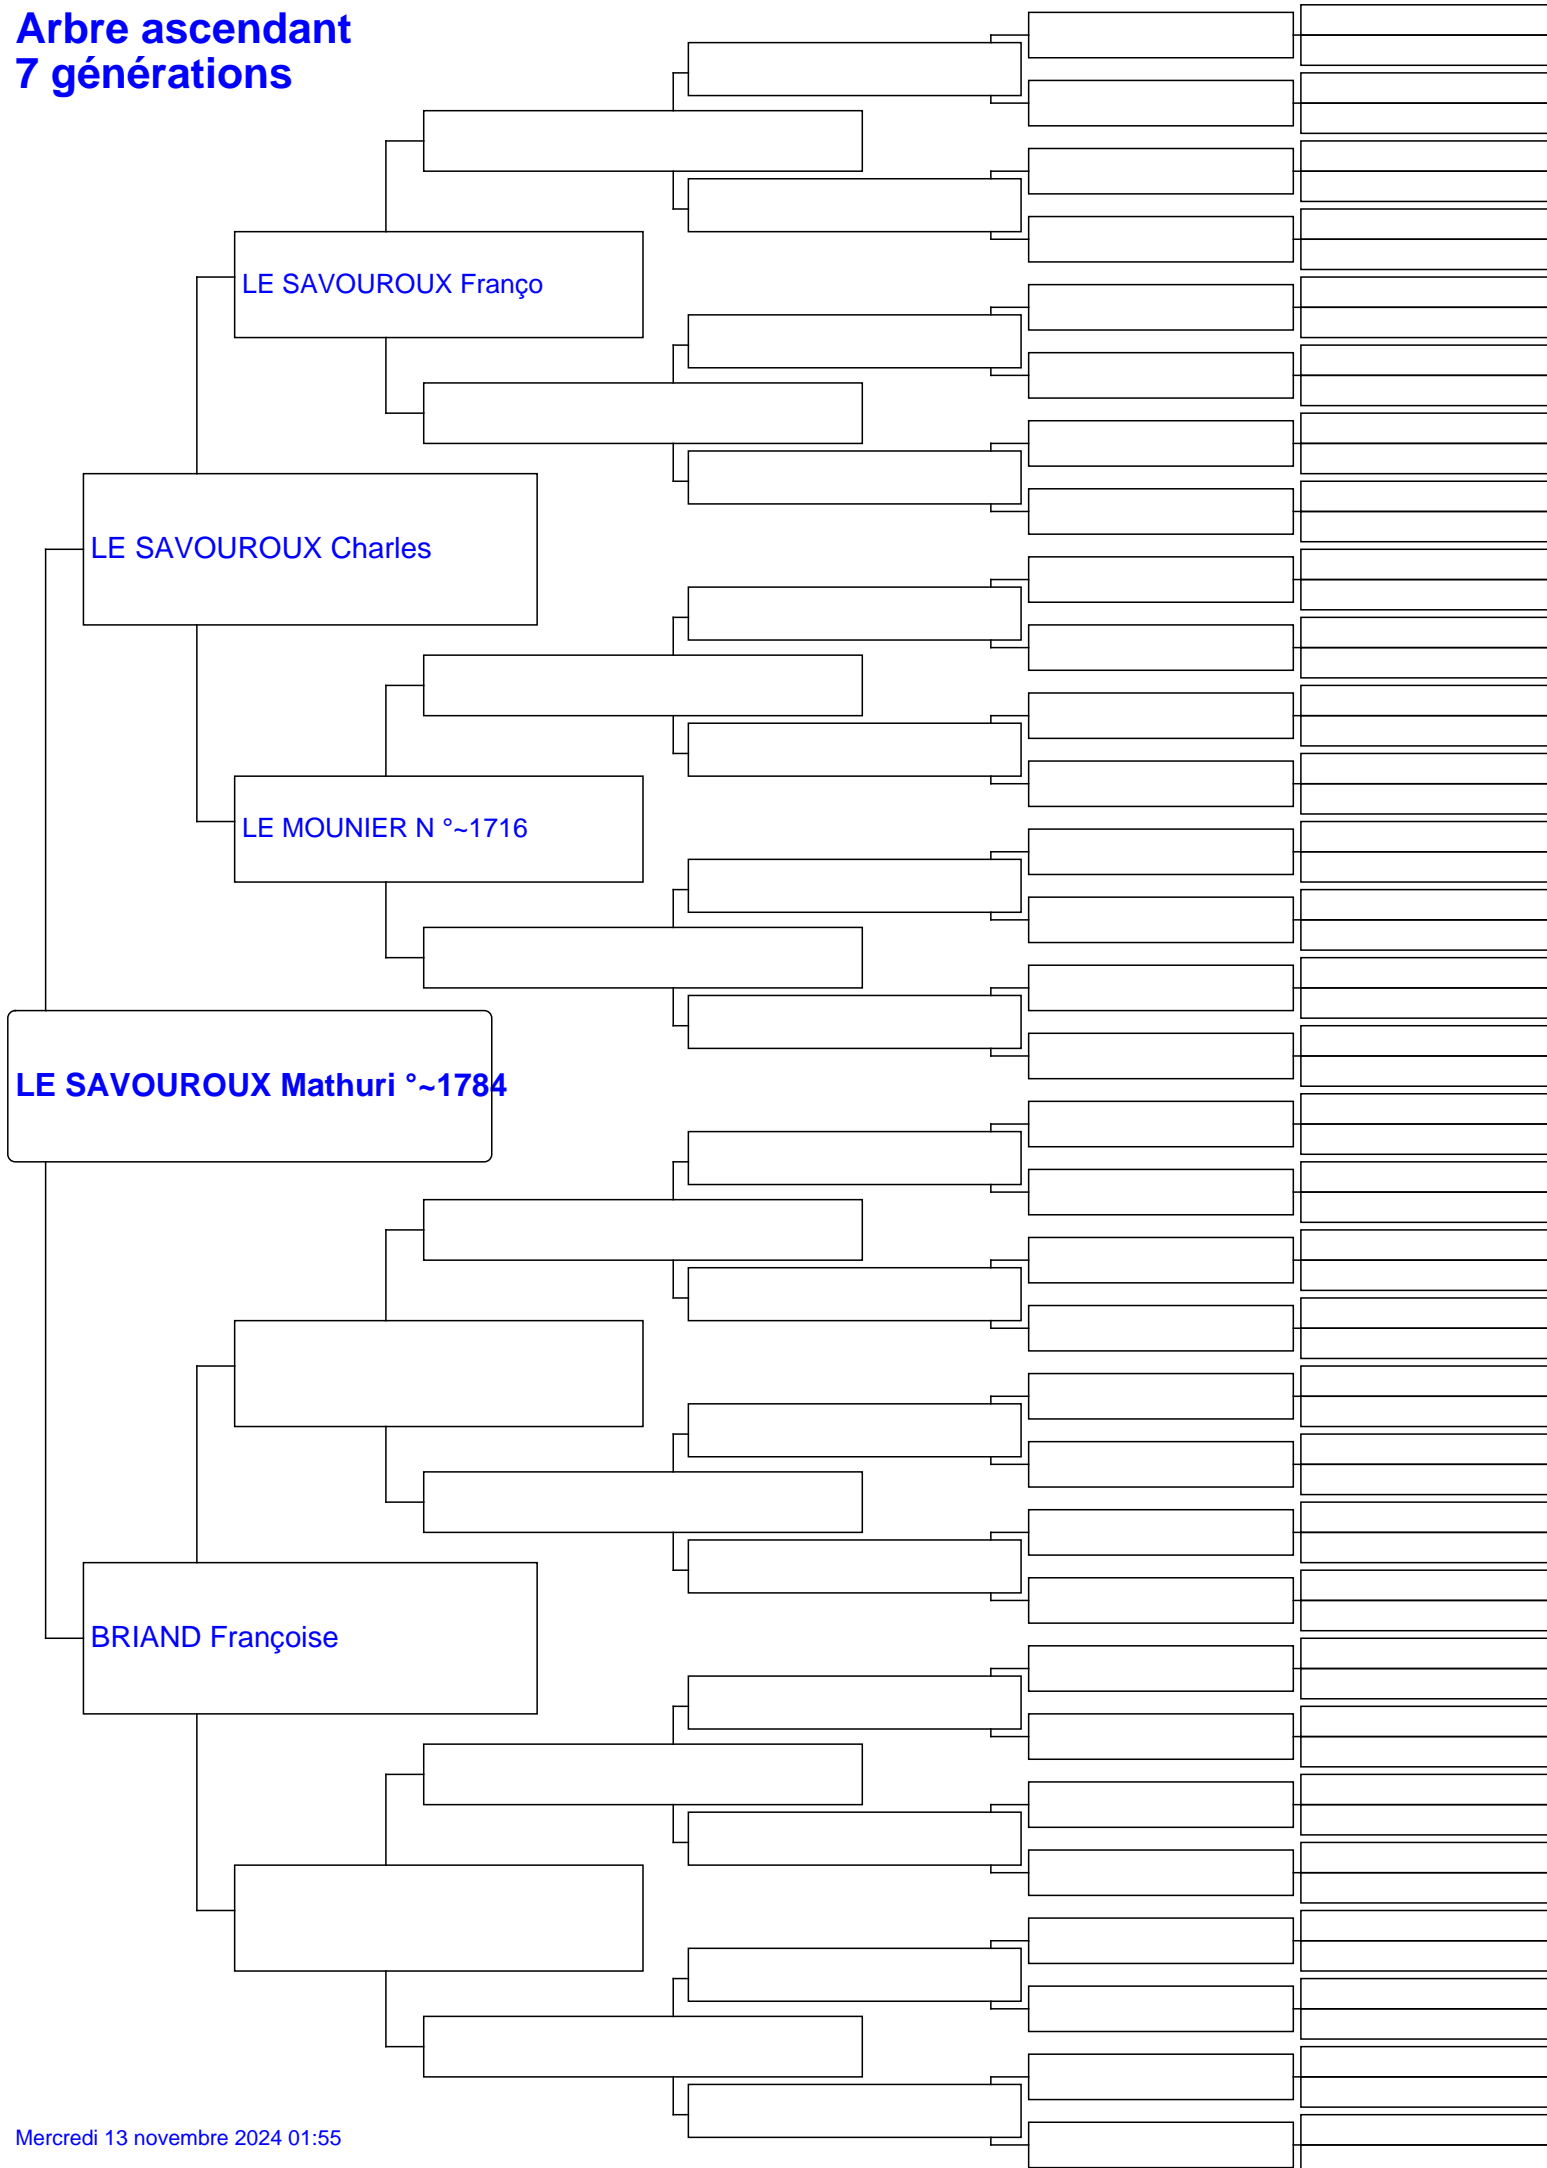 Arbre ascendant
7 générations
LE SAVOUROUX Franço
LE SAVOUROUX Charles
LE MOUNIER N °~1716
LE SAVOUROUX Mathuri °~1784
BRIAND Françoise
Mercredi 13 novembre 2024 01:55